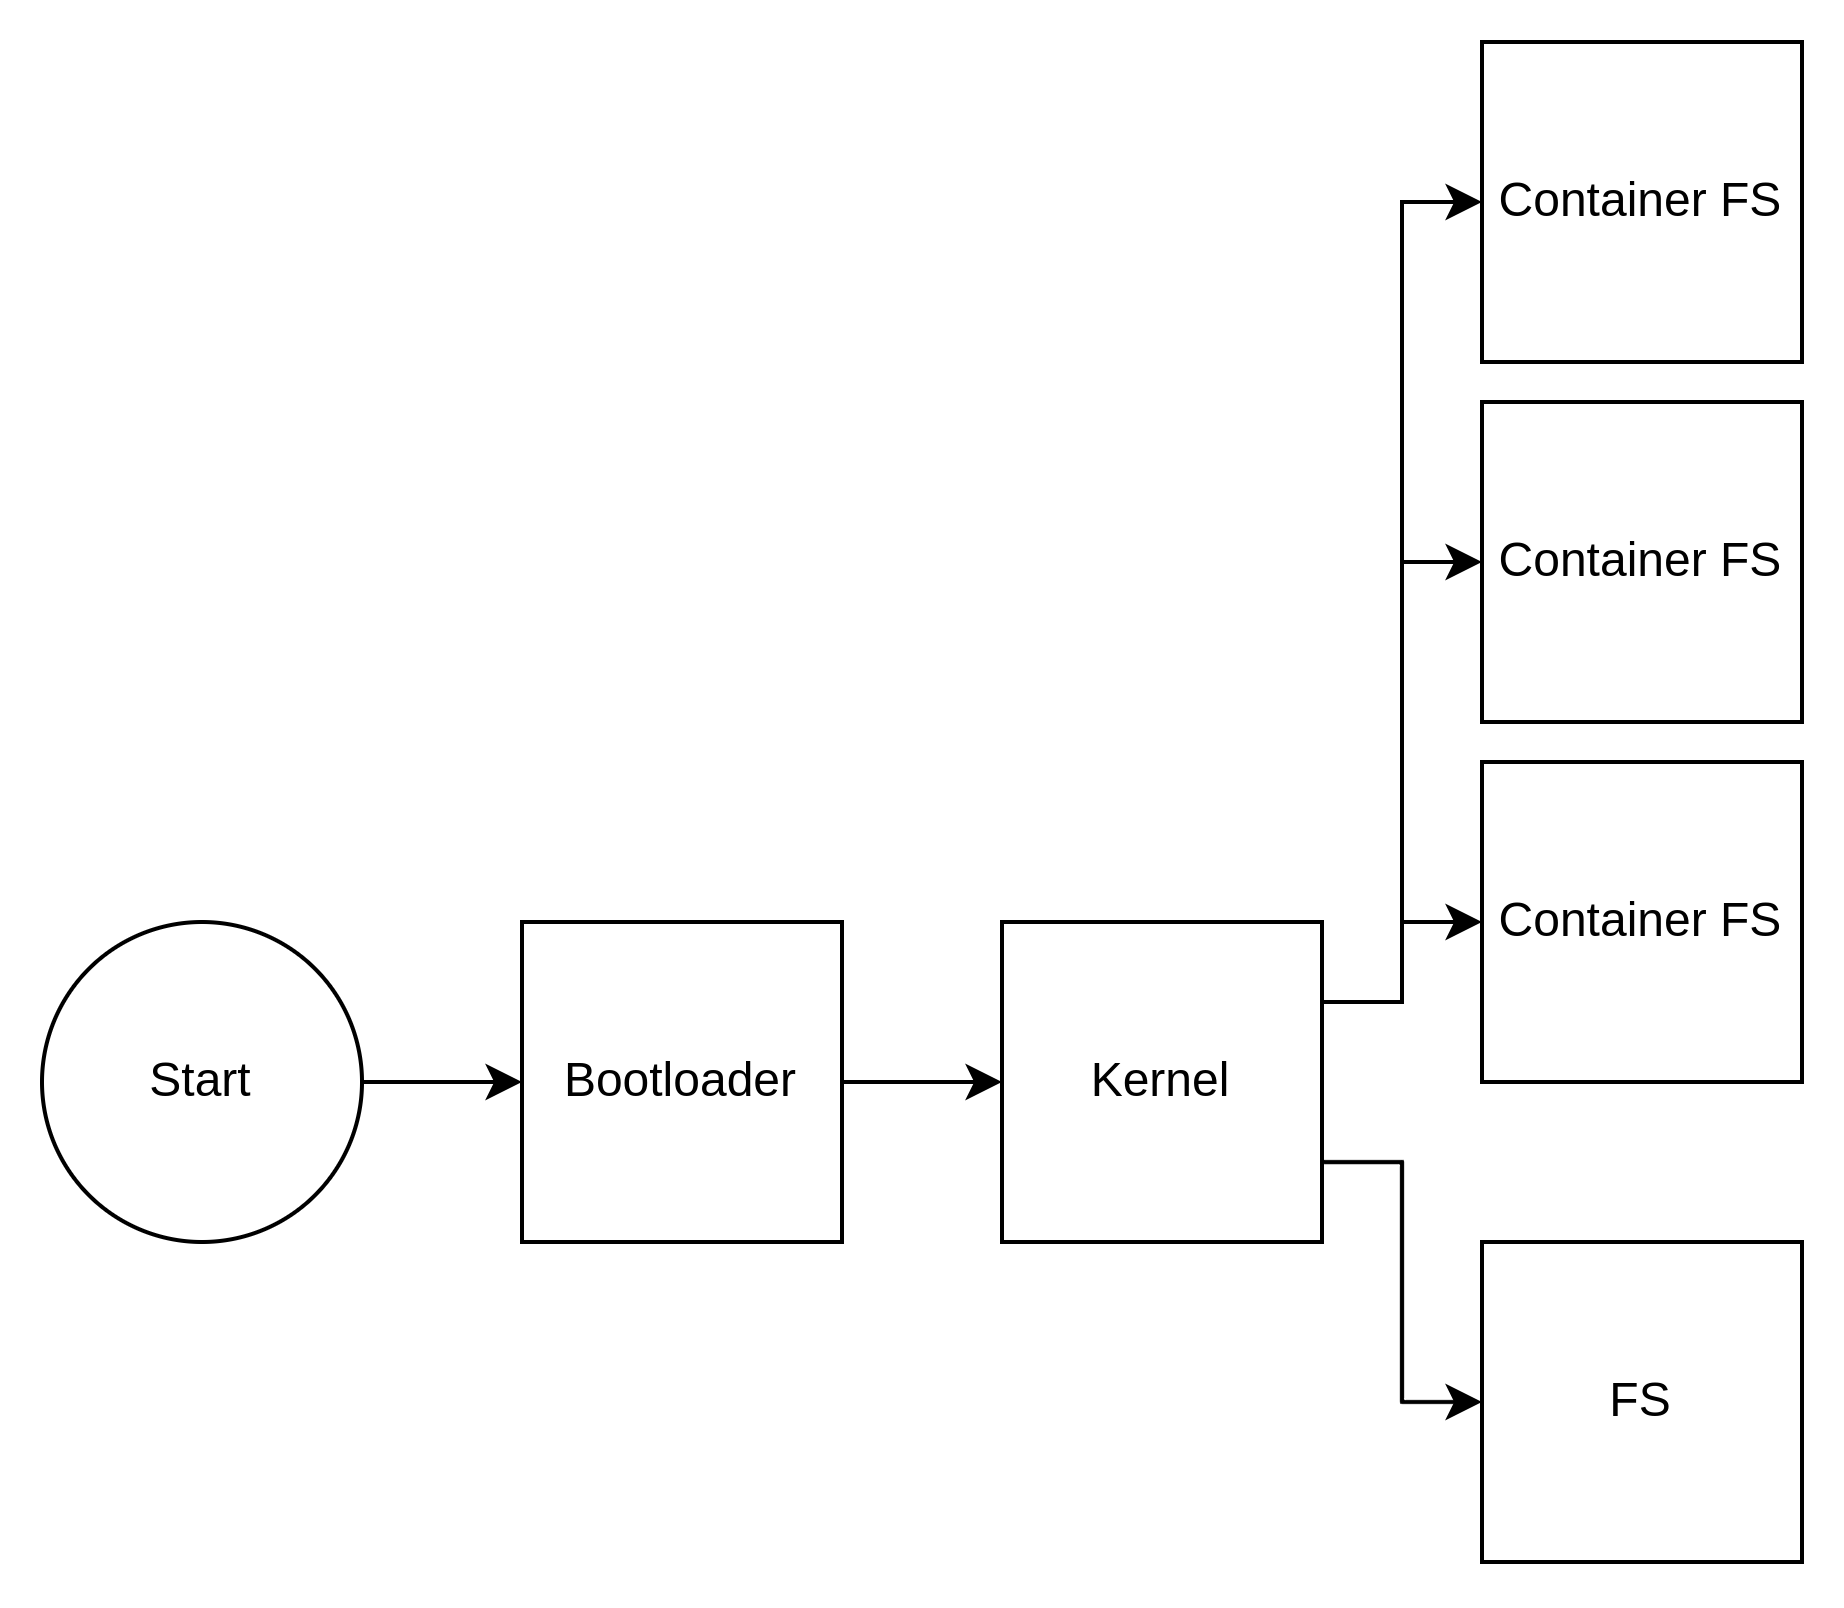 Container FS
Container FS
Container FS
Start
Bootloader
Kernel
FS